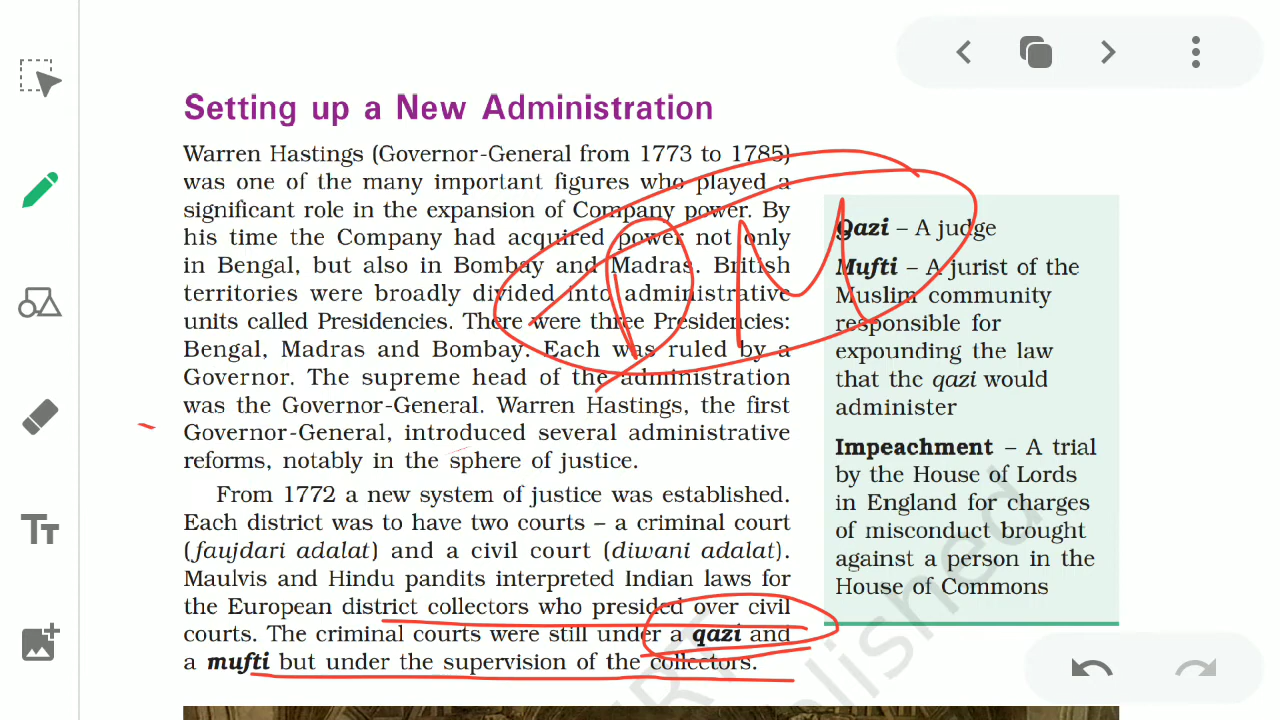 Setting up a New Administration
Warren Hastings (Governor-General from 1773 to 1785)
was one of the many important figures who played a
significant role in the expansion of Company power. By
his time the Company had acquired power not only
in Bengal, but also in Bombay and Madras. British
territories were broadly divided into administrative
units called Presidencies. There were three Presidencies:
Bengal, Madras and Bombay. Each was ruled by a
Governor. The supreme head of the administration
was the Governor-General. Warren Hastings, the first
Governor-General, introduced several administrative
reforms, notably in the sphere of justice.
From 1772 a new system of justice was established.
Each district was to have two courts – a criminal court
(faujdari adalat) and a civil court (diwani adalat).
Maulvis and Hindu pandits interpreted Indian laws for
the European district collectors who presided over civil
courts. The criminal courts were still under a qazi and
a mufti but under the supervision of the collectors.
Qazi – A judge
Mufti – A jurist of the
Muslim community
responsible for
expounding the law
that the qazi would
administer
Impeachment – A trial
by the House of Lords
in England for charges
of misconduct brought
against a person in the
House of Commons
Tт